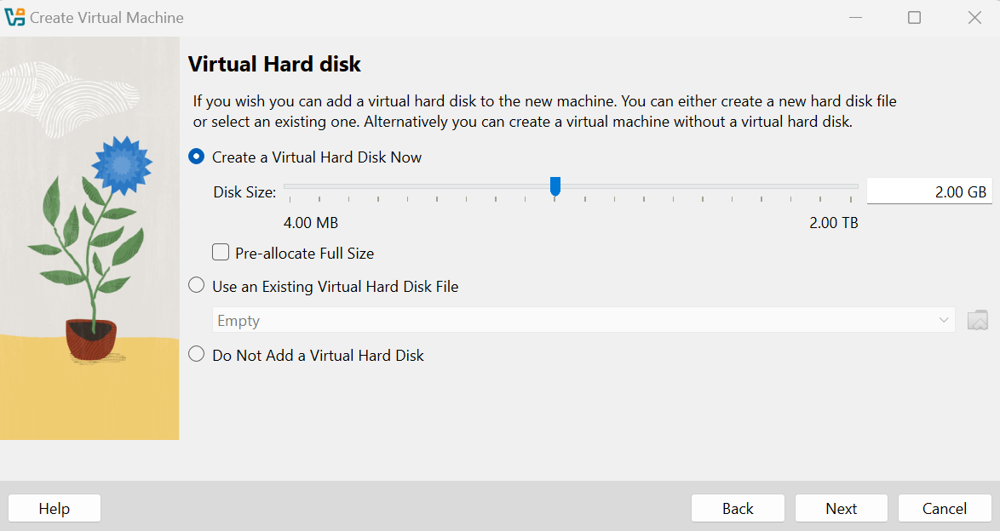 Create Virtual Machine
Virtual Hard disk
If you wish you can add a virtual hard disk to the new machine. You can either create a new hard disk file
or select an existing one. Alternatively you can create a virtual machine without a virtual hard disk.
Create a Virtual Hard Disk Now
Disk Size:
2.00 GB
4.00 MB
2.00 TB
Pre-allocate Full Size
Use an Existing Virtual Hard Disk File
Empty
Do Not Add a Virtual Hard Disk
Help
Back
Next
Cancel